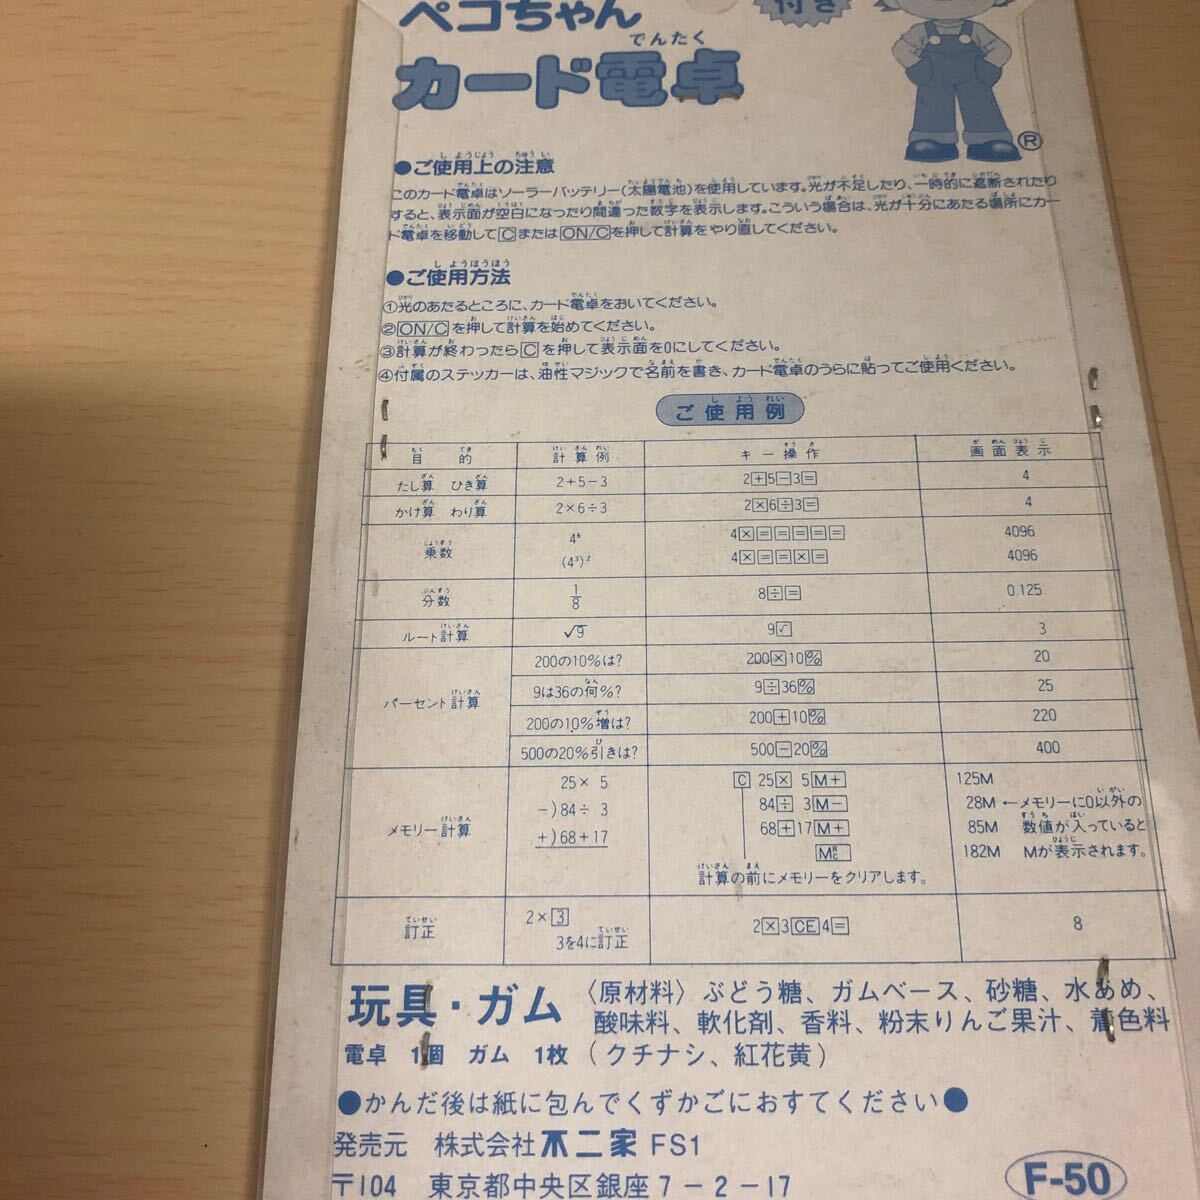 ペコちゃん
付き
でんたく
カード電卓
®
●ご使用上の注意
このカード電卓はソーラーバッテリー(太陽電池)を使用しています。光が不足したり、一時的に遮断されたり
すると、表示面が空白になったり間違った数字を表示します。こういう場合は、光が十分にあたる場所にカー
ド電卓を移動してCまたはON/Cを押して計算をやり直してください。
●ご使用方法
①光のあたるところに、カード電卓をおいてください。
②ON/Cを押して計算を始めてください。
③計算が終わったらCを押して表示面を0にしてください。
④付属のステッカーは、油性マジックで名前を書き、カード電卓のうらに貼ってご使用ください。
ご使用例
目的 計算例 キー操作 画面表示
たし算 ひき算 2+5−3 2+5−3= 4
かけ算 わり算 2×6÷3 2×6÷3= 4
乗数 4⁶ 4×===== 4096
(4³)² 4×==×= 4096
分数 1/8 8÷= 0.125
ルート計算 √9 9√ 3
パーセント計算 200の10%は? 200×10% 20
9は36の何%? 9÷36% 25
200の10%増は? 200+10% 220
500の20%引きは? 500−20% 400
メモリー計算 25× 5 C 25× 5M+ 125M
−)84÷ 3 84÷ 3M− 28M ←メモリーに0以外の
+)68+17 68+17M+ 85M 数値が入っていると
MRC 182M Mが表示されます。
計算の前にメモリーをクリアします。
訂正 2×3 2×3CE4= 8
3を4に訂正
玩具・ガム 〈原材料〉ぶどう糖、ガムベース、砂糖、水あめ、
酸味料、軟化剤、香料、粉末りんご果汁、着色料
電卓 1個 ガム 1枚 (クチナシ、紅花黄)
●かんだ後は紙に包んでくずかごにおすてください●
発売元 株式会社不二家 FS1
〒104 東京都中央区銀座7-2-17
F-50